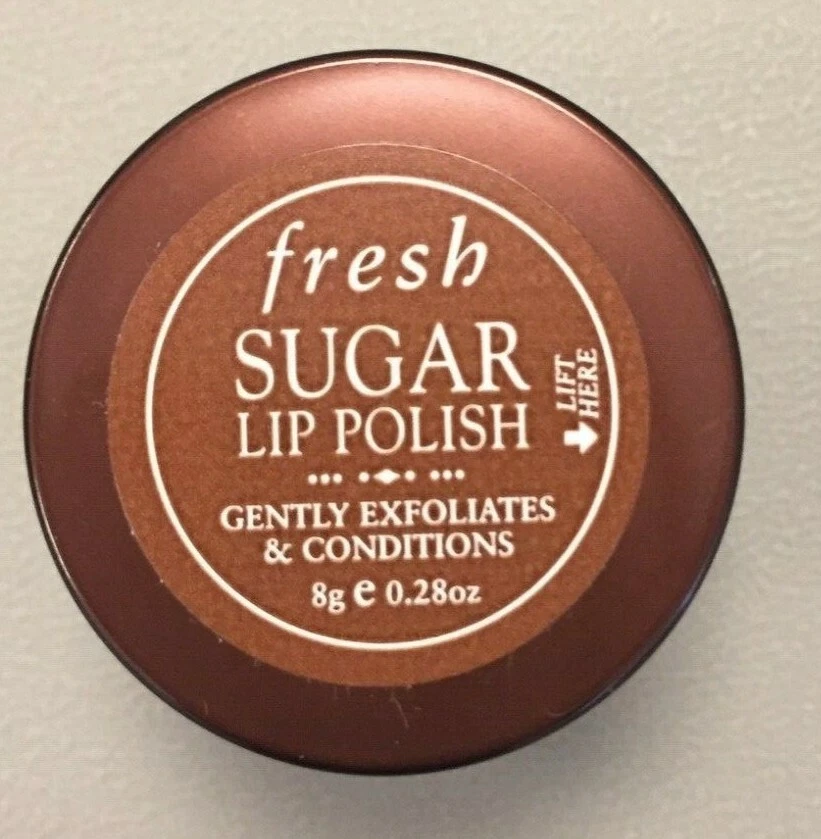 fresh
SUGAR
LIP POLISH
GENTLY EXFOLIATES
& CONDITIONS
8g e 0.28oz
LIFT
HERE